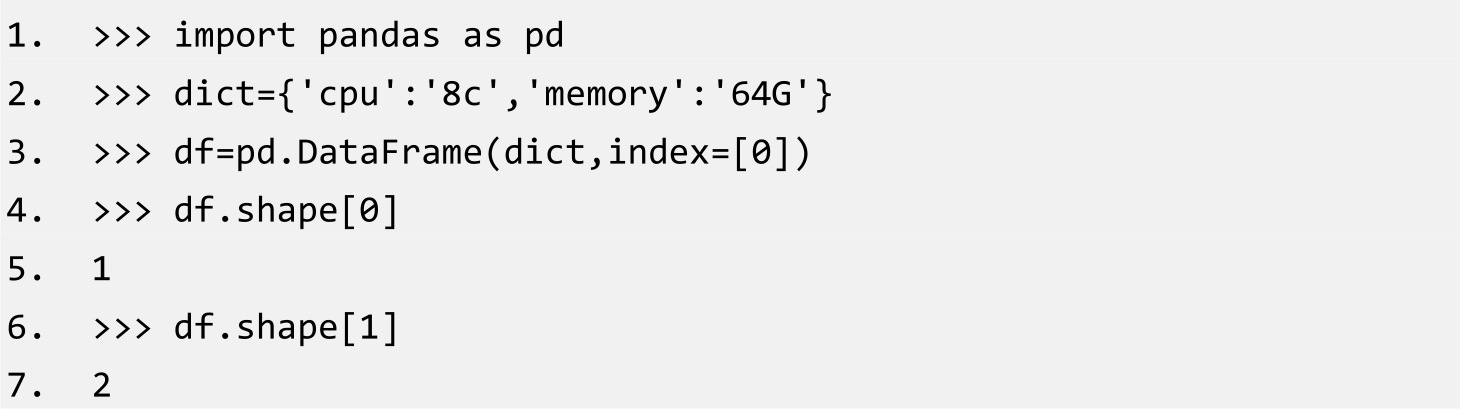 1. >>> import pandas as pd
2. >>> dict={'cpu':'8c','memory':'64G'}
3. >>> df=pd.DataFrame(dict,index=[0])
4. >>> df.shape[0]
5. 1
6. >>> df.shape[1]
7. 2